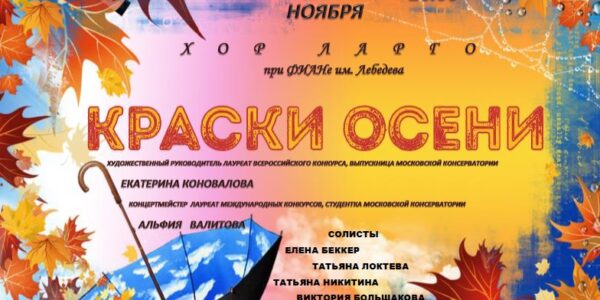 НОЯБРЯ
ХОР ЛАРГО
при ФИАНе им. Лебедева
КРАСКИ ОСЕНИ
ХУДОЖЕСТВЕННЫЙ РУКОВОДИТЕЛЬ ЛАУРЕАТ ВСЕРОССИЙСКОГО КОНКУРСА, ВЫПУСКНИЦА МОСКОВСКОЙ КОНСЕРВАТОРИИ
ЕКАТЕРИНА КОНОВАЛОВА
КОНЦЕРТМЕЙСТЕР ЛАУРЕАТ МЕЖДУНАРОДНЫХ КОНКУРСОВ, СТУДЕНТКА МОСКОВСКОЙ КОНСЕРВАТОРИИ
АЛЬФИЯ ВАЛИТОВА
СОЛИСТЫ
ЕЛЕНА БЕККЕР
ТАТЬЯНА ЛОКТЕВА
ТАТЬЯНА НИКИТИНА
ВИКТОРИЯ БОЛЬШАКОВА